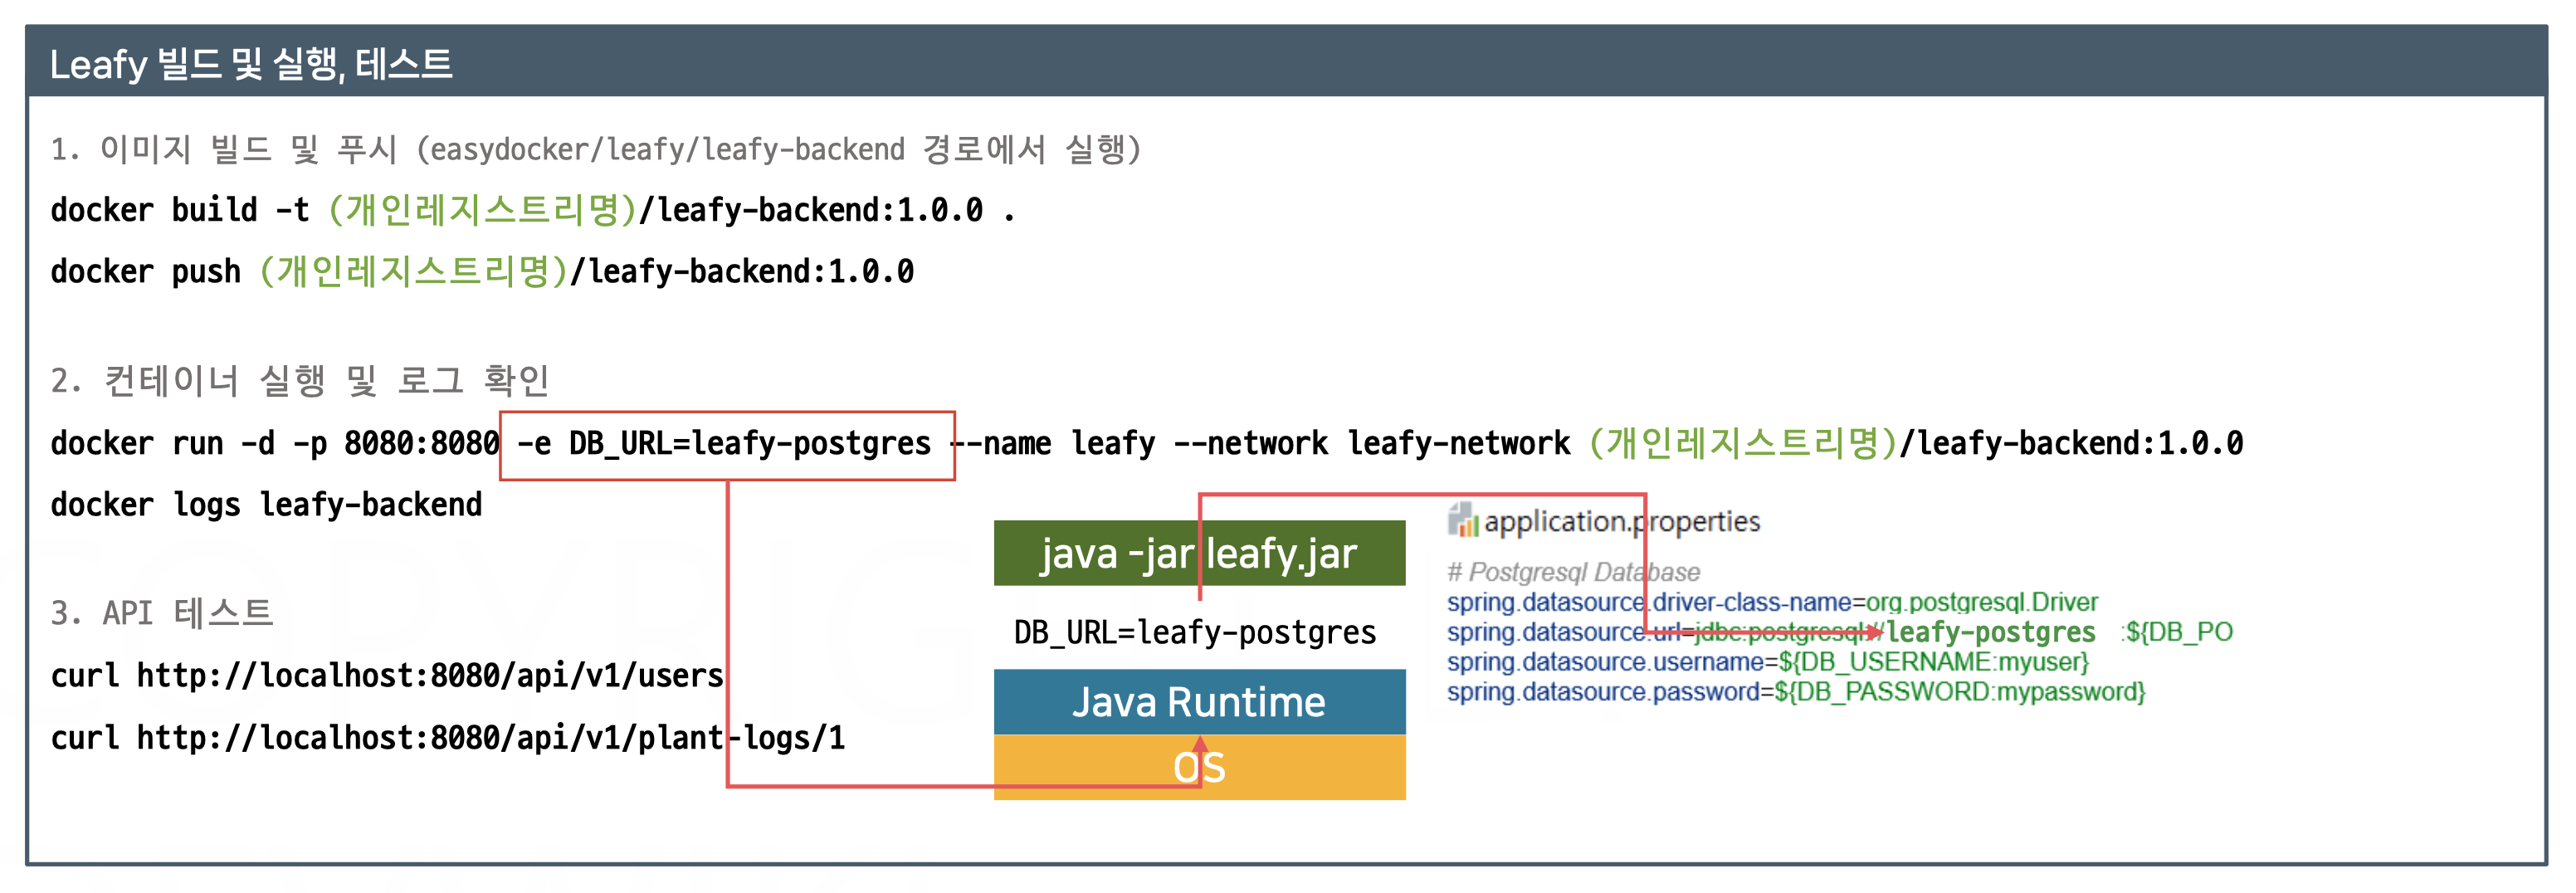 Leafy 빌드 및 실행, 테스트
1. 이미지 빌드 및 푸시 (easydocker/leafy/leafy-backend 경로에서 실행)
docker build -t (개인레지스트리명)/leafy-backend:1.0.0 .
docker push (개인레지스트리명)/leafy-backend:1.0.0
2. 컨테이너 실행 및 로그 확인
docker run -d -p 8080:8080 -e DB_URL=leafy-postgres --name leafy --network leafy-network (개인레지스트리명)/leafy-backend:1.0.0
docker logs leafy-backend
3. API 테스트
curl http://localhost:8080/api/v1/users
curl http://localhost:8080/api/v1/plant-logs/1
java -jar leafy.jar
DB_URL=leafy-postgres
Java Runtime
OS
application.properties
# Postgresql Database
spring.datasource.driver-class-name=org.postgresql.Driver
spring.datasource.url=jdbc:postgresql://leafy-postgres :${DB_PO
spring.datasource.username=${DB_USERNAME:myuser}
spring.datasource.password=${DB_PASSWORD:mypassword}